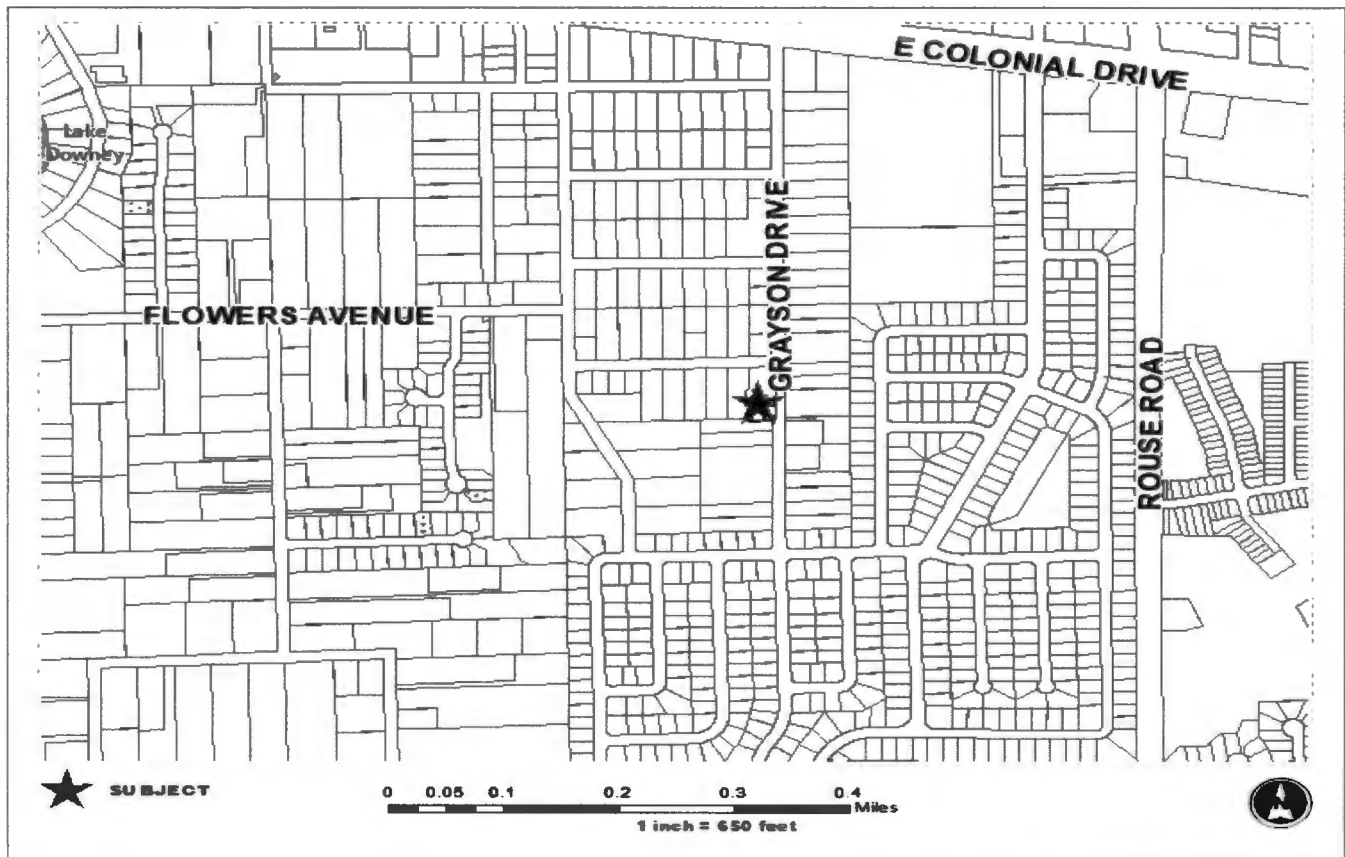 E COLONIAL DRIVE
Lake
Downey
GRAYSON DRIVE
FLOWERS AVENUE
ROUSE ROAD
SUBJECT
0 0.05 0.1 0.2 0.3 0.4
Miles
1 inch = 650 feet
N